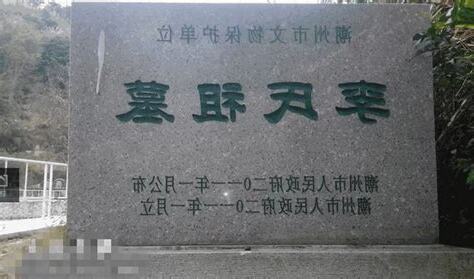 潮州市文物保护单位
李氏祖墓
潮州市人民政府二〇一一年一月公布
潮州市人民政府二〇一一年一月立